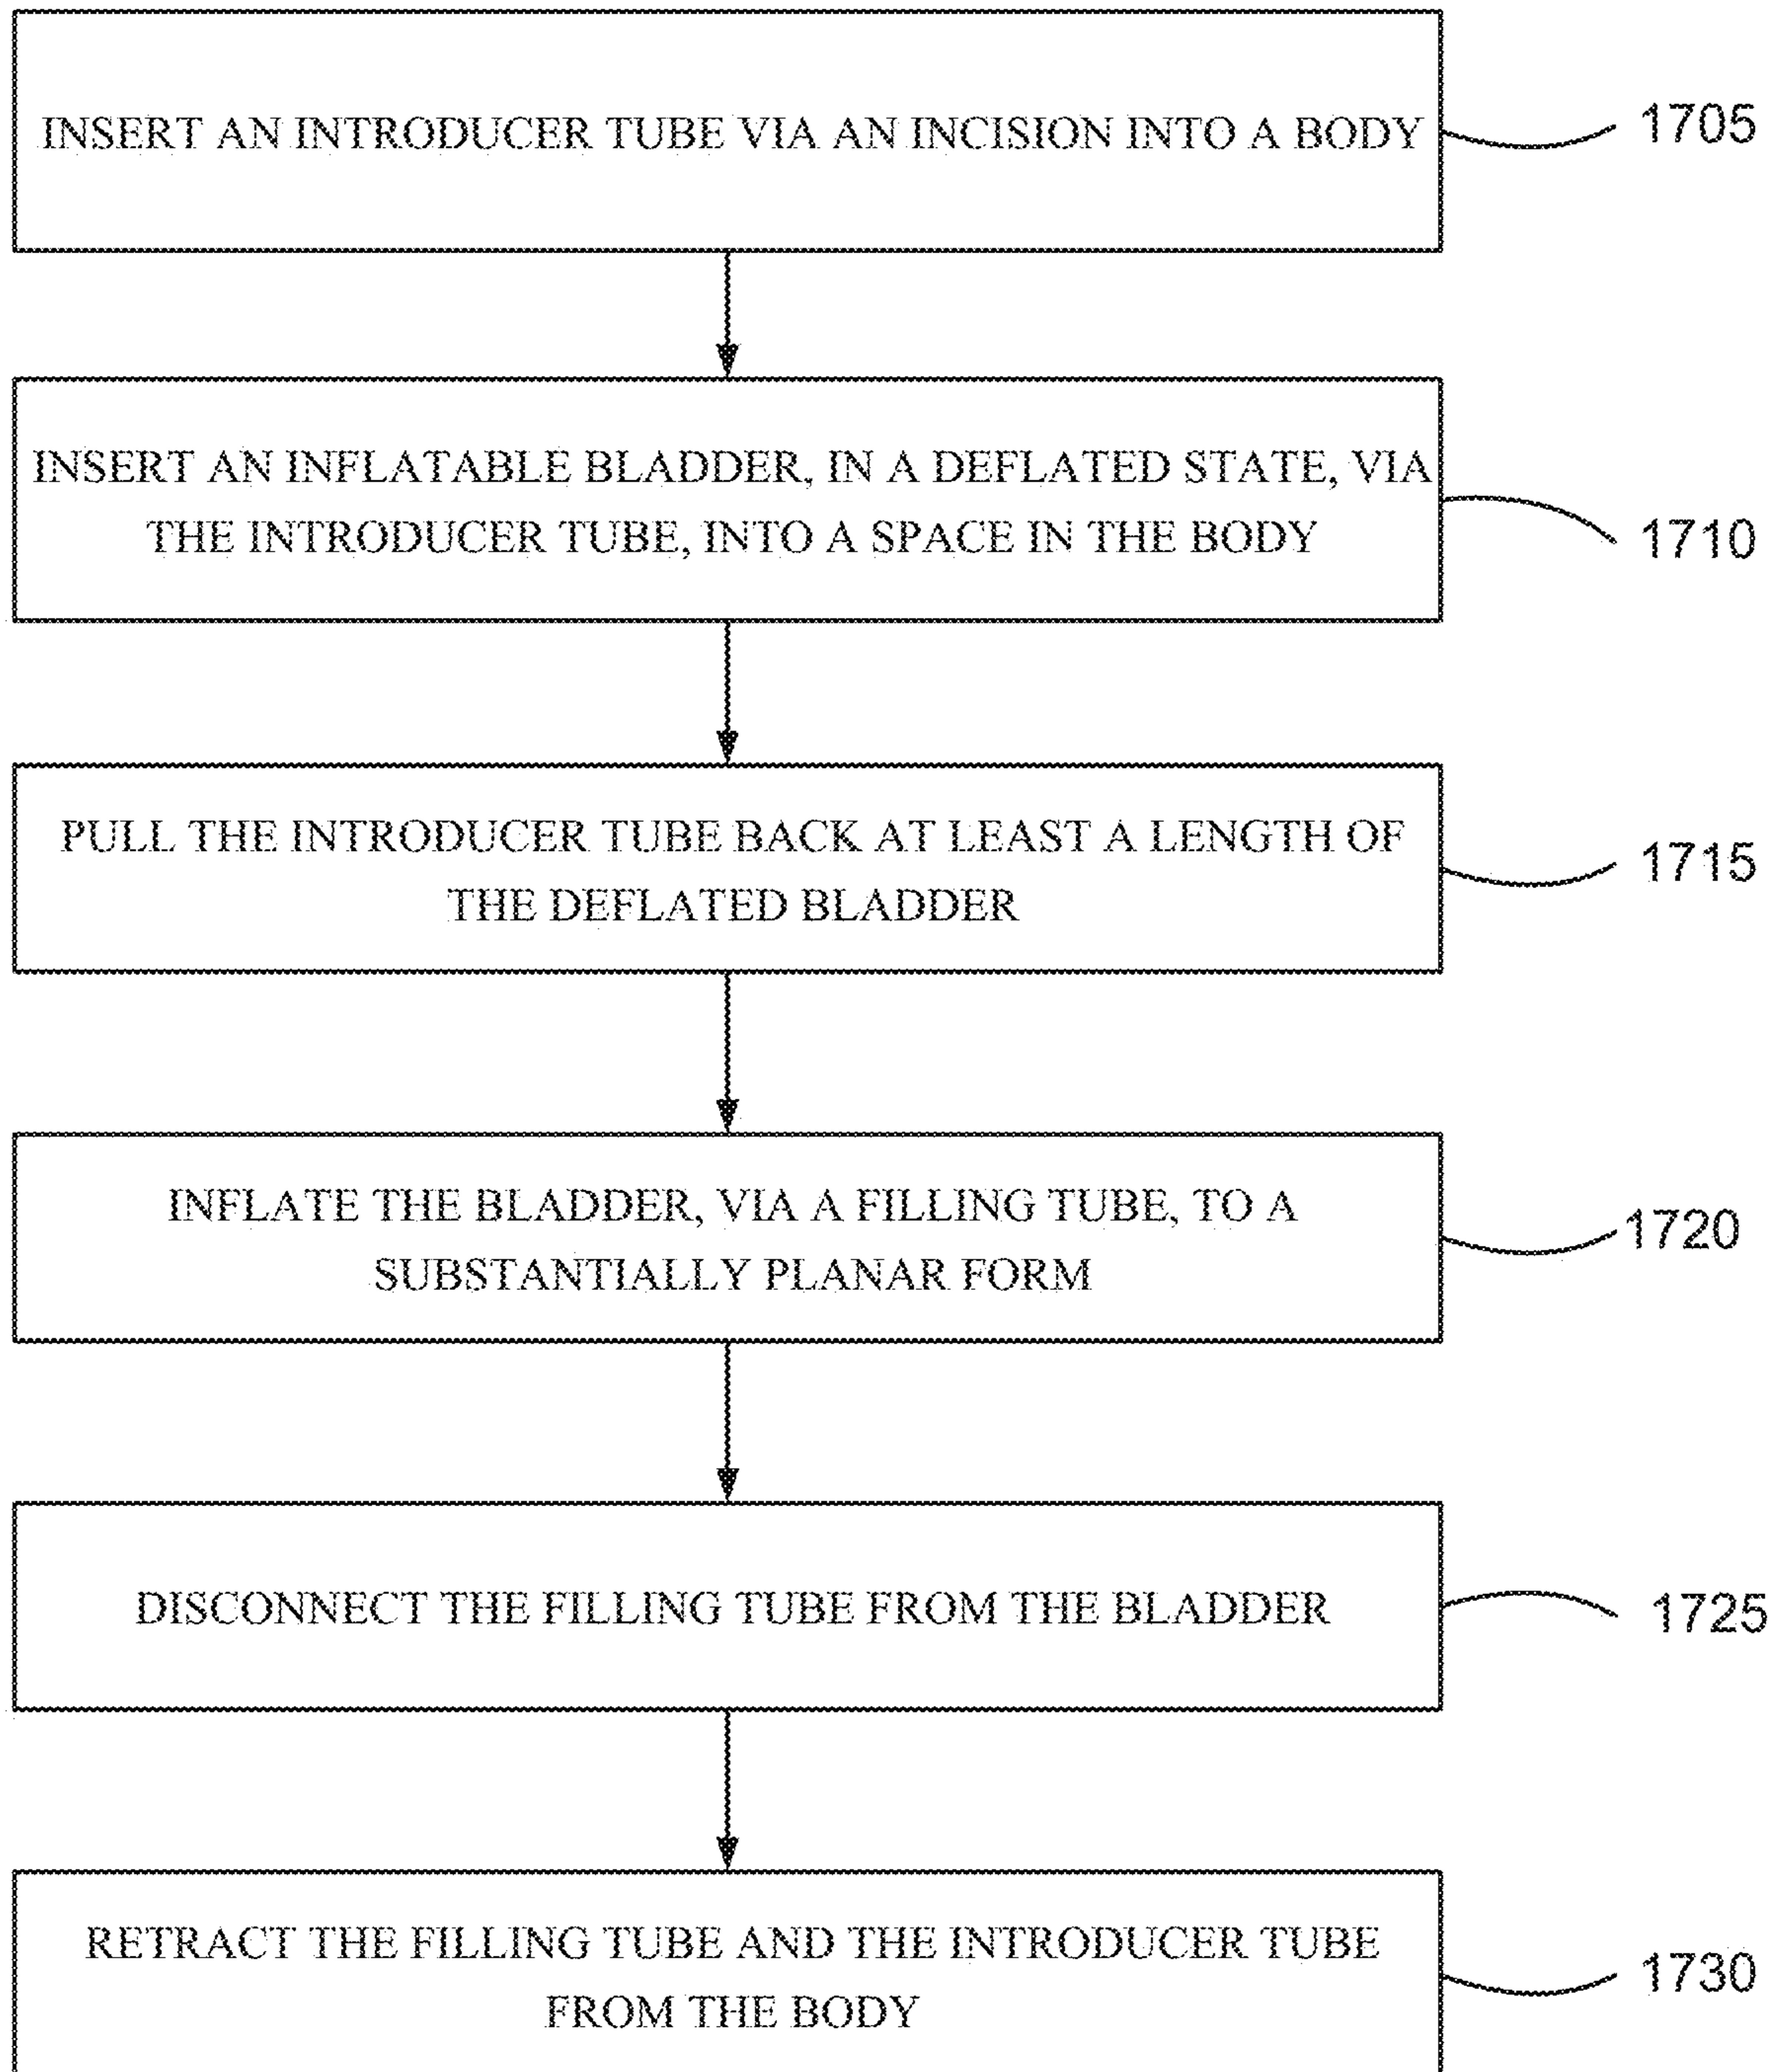 INSERT AN INTRODUCER TUBE VIA AN INCISION INTO A BODY
1705
INSERT AN INFLATABLE BLADDER, IN A DEFLATED STATE, VIA
THE INTRODUCER TUBE, INTO A SPACE IN THE BODY
1710
PULL THE INTRODUCER TUBE BACK AT LEAST A LENGTH OF
THE DEFLATED BLADDER
1715
INFLATE THE BLADDER, VIA A FILLING TUBE, TO A
SUBSTANTIALLY PLANAR FORM
1720
DISCONNECT THE FILLING TUBE FROM THE BLADDER
1725
RETRACT THE FILLING TUBE AND THE INTRODUCER TUBE
FROM THE BODY
1730